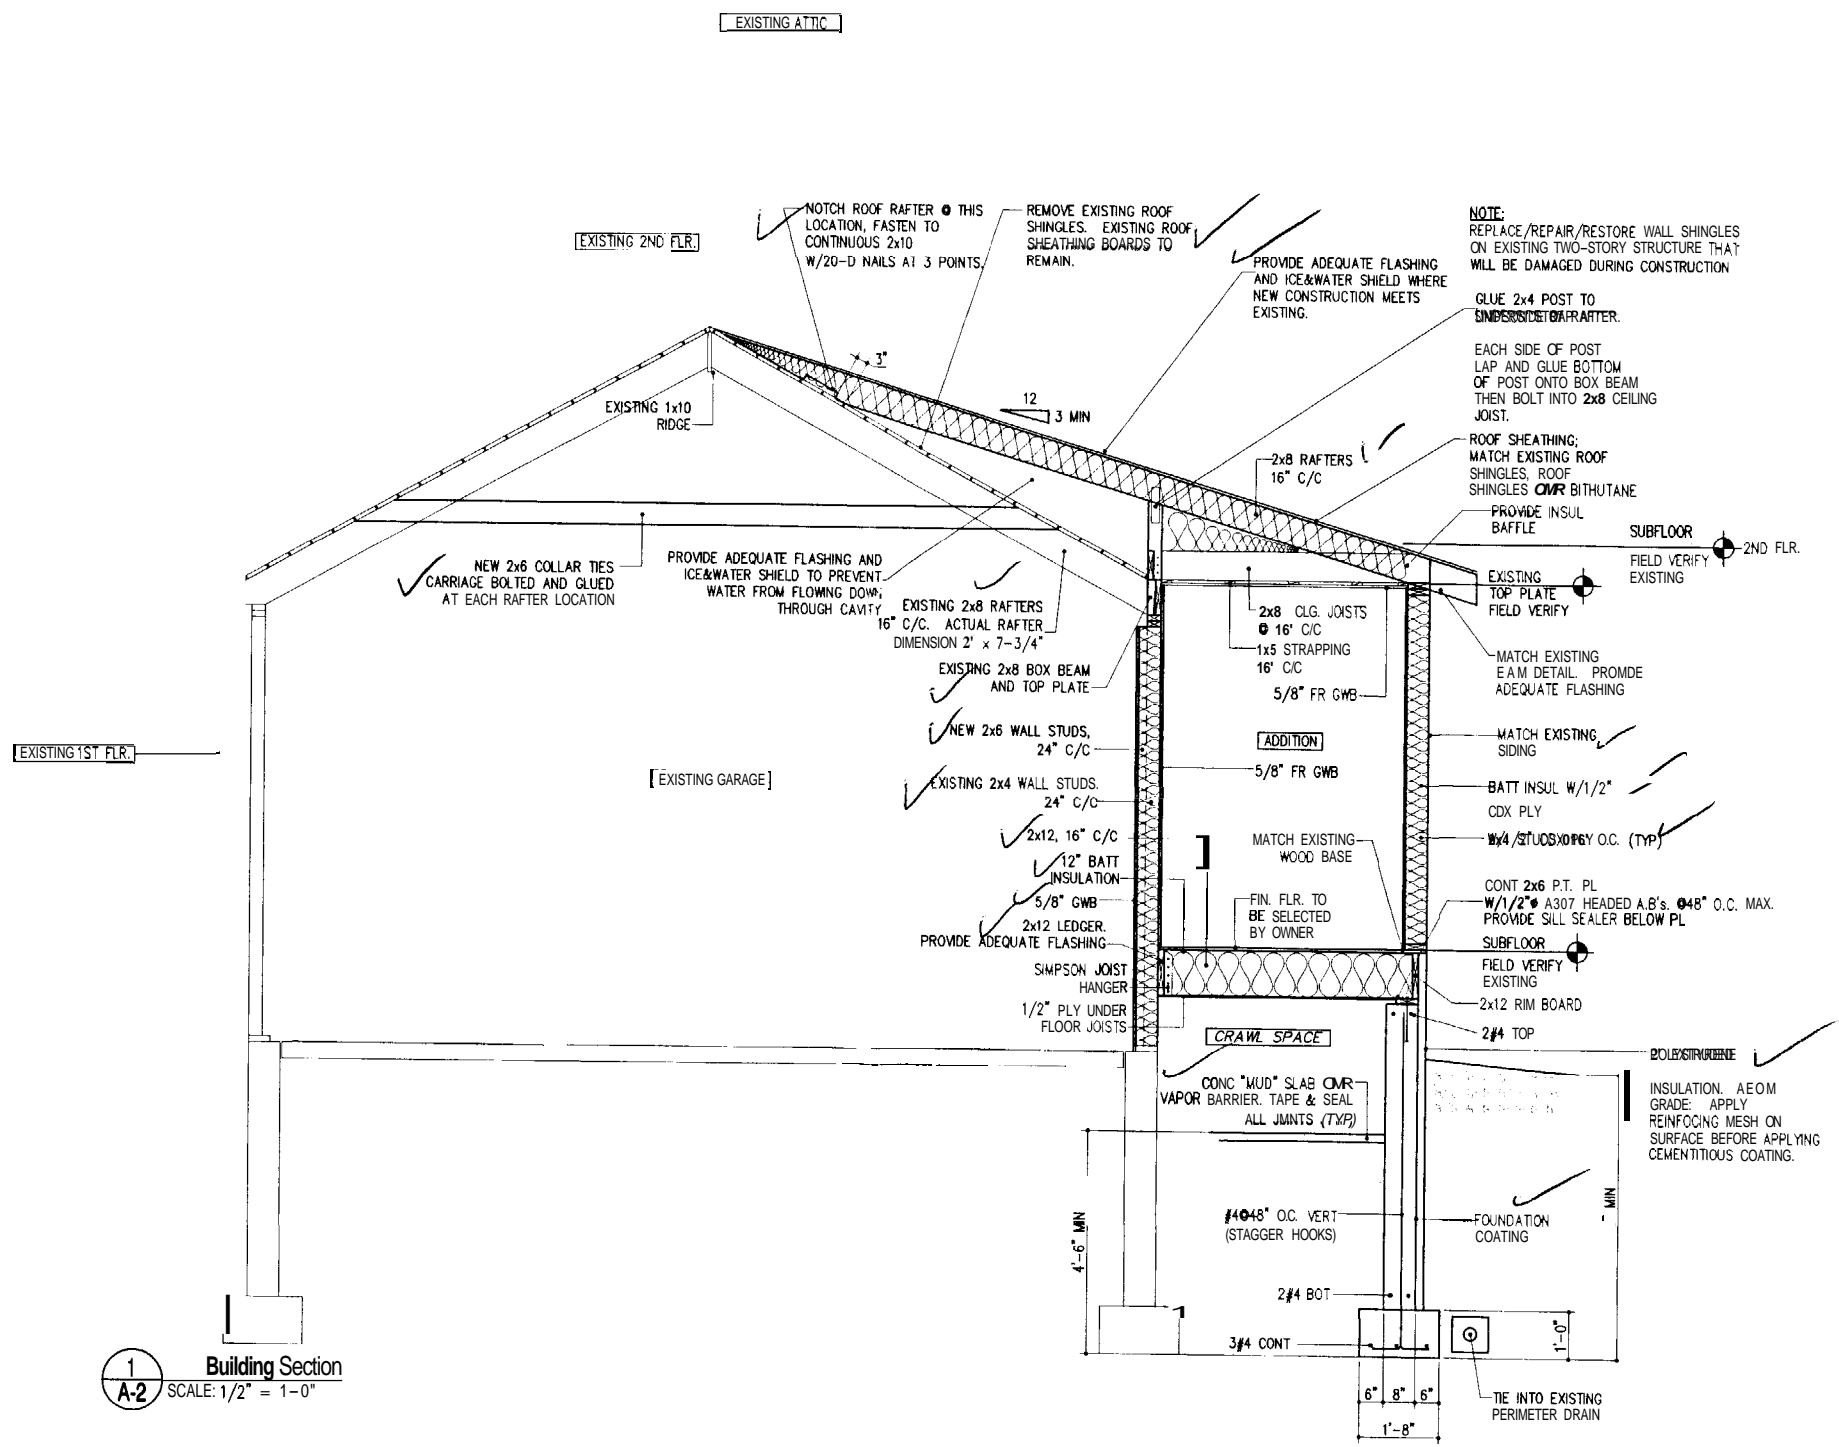 EXISTING ATTIC
EXISTING 2ND FLR.
NOTCH ROOF RAFTER @ THIS
LOCATION, FASTEN TO
CONTINUOUS 2x10
W/20-D NAILS AT 3 POINTS.
REMOVE EXISTING ROOF
SHINGLES. EXISTING ROOF
SHEATHING BOARDS TO
REMAIN.
PROVIDE ADEQUATE FLASHING
AND ICE&WATER SHIELD WHERE
NEW CONSTRUCTION MEETS
EXISTING.
NOTE:
REPLACE/REPAIR/RESTORE WALL SHINGLES
ON EXISTING TWO-STORY STRUCTURE THAT
WILL BE DAMAGED DURING CONSTRUCTION
GLUE 2x4 POST TO
RAFTER.
EACH SIDE OF POST
LAP AND GLUE BOTTOM
OF POST ONTO BOX BEAM
THEN BOLT INTO 2x8 CEILING
JOIST.
ROOF SHEATHING;
MATCH EXISTING ROOF
SHINGLES, ROOF
SHINGLES OMR BITHUTANE
PROVIDE INSUL
BAFFLE
SUBFLOOR
2ND FLR.
FIELD VERIFY
EXISTING
EXISTING
TOP PLATE
FIELD VERIFY
3"
12
3 MIN
EXISTING 1x10
RIDGE
2x8 RAFTERS
16" C/C
NEW 2x6 COLLAR TIES
CARRIAGE BOLTED AND GLUED
AT EACH RAFTER LOCATION
PROVIDE ADEQUATE FLASHING AND
ICE&WATER SHIELD TO PREVENT
WATER FROM FLOWING DOWN
THROUGH CAVITY
EXISTING 2x8 RAFTERS
16" C/C. ACTUAL RAFTER
DIMENSION 2' x 7-3/4"
EXISTING 2x8 BOX BEAM
AND TOP PLATE
2x8 CLG. JOISTS
@ 16' C/C
1x5 STRAPPING
16' C/C
5/8" FR GWB
MATCH EXISTING
EAM DETAIL. PROMDE
ADEQUATE FLASHING
NEW 2x6 WALL STUDS,
24" C/C
ADDITION
5/8" FR GWB
MATCH EXISTING
SIDING
EXISTING 1ST FLR.
EXISTING GARAGE
EXISTING 2x4 WALL STUDS.
24" C/C
BATT INSUL W/1/2"
CDX PLY
O.C. (TYP)
2x12, 16" C/C
12" BATT
INSULATION
5/8" GWB
2x12 LEDGER.
PROVIDE ADEQUATE FLASHING
MATCH EXISTING
WOOD BASE
FIN. FLR. TO
BE SELECTED
BY OWNER
CONT 2x6 P.T. PL
W/1/2"ø A307 HEADED A.B's. @48" O.C. MAX.
PROVIDE SILL SEALER BELOW PL
SUBFLOOR
FIELD VERIFY
EXISTING
SIMPSON JOIST
HANGER
1/2" PLY UNDER
FLOOR JOISTS
2x12 RIM BOARD
2#4 TOP
CRAWL SPACE
CONC "MUD" SLAB OMR
VAPOR BARRIER. TAPE & SEAL
ALL JMNTS (TYP.)
INSULATION. AEOM
GRADE: APPLY
REINFOCING MESH ON
SURFACE BEFORE APPLYING
CEMENTITIOUS COATING.
4'-6" MIN
MIN
#4@48" O.C. VERT
(STAGGER HOOKS)
FOUNDATION
COATING
2#4 BOT
3#4 CONT
1'-0"
6" 8" 6"
1'-8"
TIE INTO EXISTING
PERIMETER DRAIN
1
A-2
Building Section
SCALE: 1/2" = 1-0"